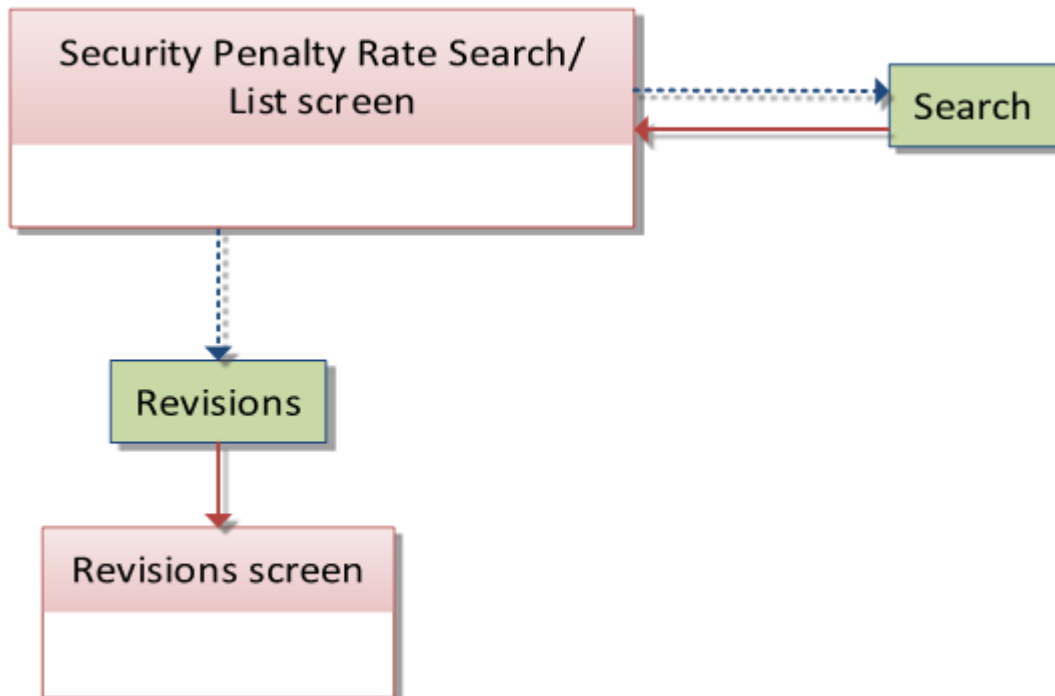 Security Penalty Rate Search/
List screen
Search
Revisions
Revisions screen